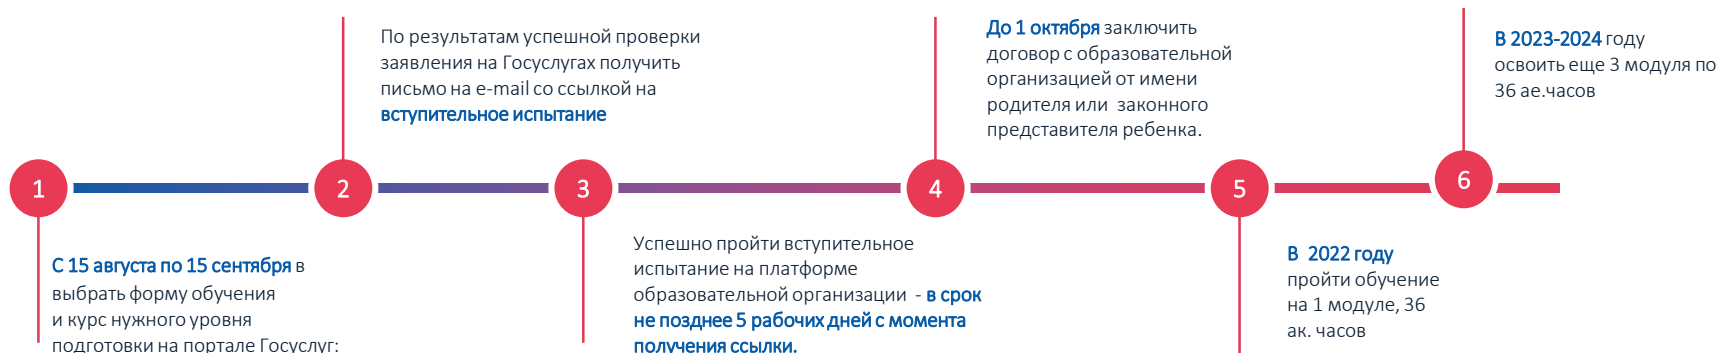 1
С 15 августа по 15 сентября в
выбрать форму обучения
и курс нужного уровня
подготовки на портале Госуслуг:
2
По результатам успешной проверки
заявления на Госуслугах получить
письмо на e-mail со ссылкой на
вступительное испытание
3
Успешно пройти вступительное
испытание на платформе
образовательной организации - в срок
не позднее 5 рабочих дней с момента
получения ссылки.
4
До 1 октября заключить
договор с образовательной
организацией от имени
родителя или законного
представителя ребенка.
5
В 2022 году
пройти обучение
на 1 модуле, 36
ак. часов
6
В 2023-2024 году
освоить еще 3 модуля по
36 ае.часов